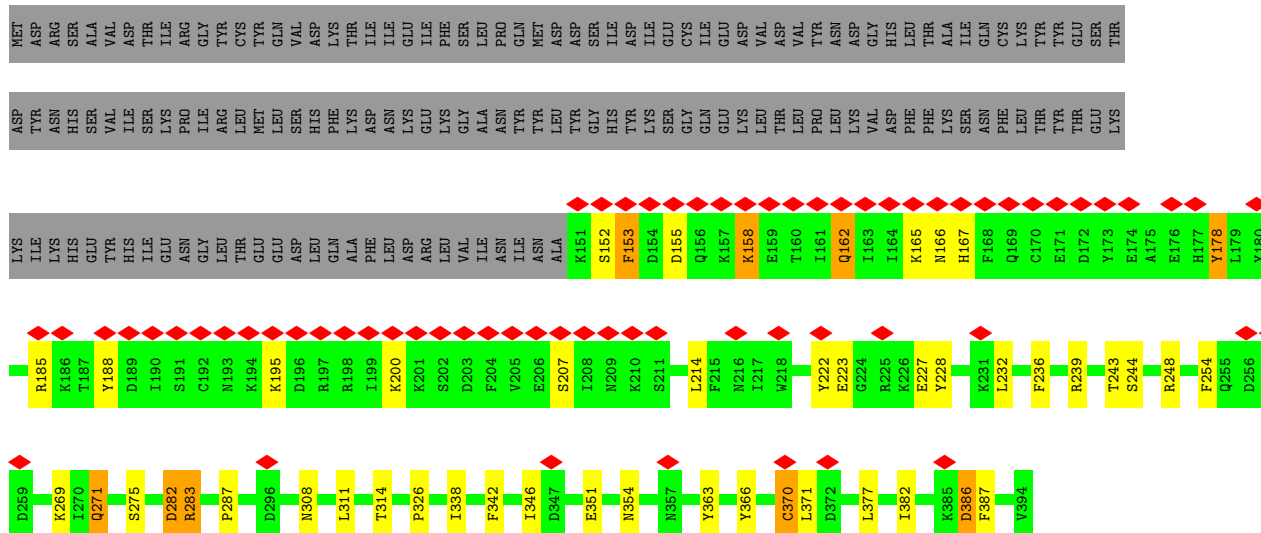 MET ASP ARG SER ALA VAL ASP THR ILE ARG GLY TYR CYS TYR GLN VAL ASP LYS THR ILE ILE GLU ILE PHE SER LEU PRO GLN MET ASP ASP SER ILE ASP ILE GLU CYS ILE GLU ASP VAL ASP VAL TYR ASN ASP GLY HIS LEU THR ALA ILE GLN CYS LYS TYR TYR GLU SER THR
ASP TYR ASN HIS SER VAL ILE SER LYS PRO ILE ARG LEU MET LEU SER HIS PHE LYS ASP ASN LYS GLU LYS GLY ALA ASN TYR TYR LEU TYR GLY HIS TYR LYS SER GLY GLN GLU LYS LEU THR LEU PRO LEU LYS VAL ASP PHE PHE LYS SER ASN PHE LEU THR TYR THR GLU LYS
LYS ILE LYS HIS GLU TYR HIS ILE GLU ASN GLY LEU THR GLU GLU ASP LEU GLN ALA PHE LEU ASP ARG LEU VAL ILE ASN ILE ASN ALA K151 S152 F153 D154 D155 Q156 K157 K158 E159 T160 I161 Q162 I163 I164 K165 N166 H167 F168 Q169 C170 E171 D172 Y173 E174 A175 E176 H177 Y178 L179 Y180
R185 K186 T187 Y188 D189 I190 S191 C192 N193 K194 K195 D196 R197 R198 I199 K200 K201 S202 D203 F204 V205 E206 S207 I208 N209 K210 S211 L214 F215 N216 I217 W218 Y222 E223 G224 R225 K226 E227 Y228 K231 L232 F236 R239 T243 S244 R248 F254 Q255 D256
D259 K269 I270 Q271 S275 D282 R283 P287 D296 N308 L311 T314 P326 I338 F342 I346 D347 E351 N354 N357 Y363 Y366 C370 L371 D372 L377 I382 K385 D386 F387 V394